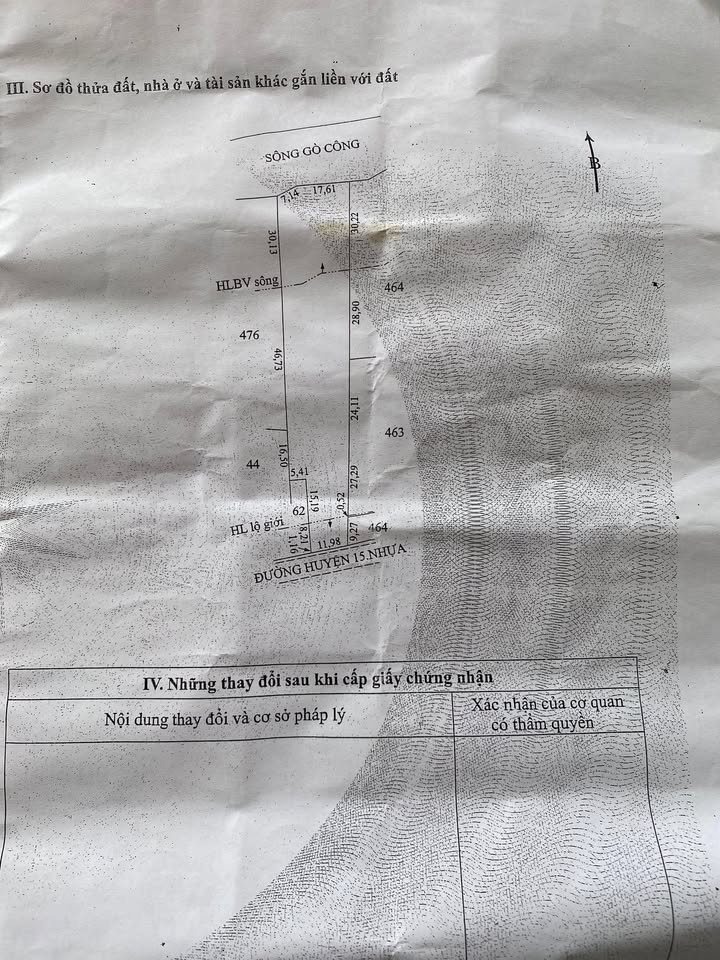 III. Sơ đồ thửa đất, nhà ở và tài sản khác gắn liền với đất
SÔNG GÒ CÔNG
B
7,14
17,61
30,13
30,22
HLBV sông
464
28,90
476
46,73
24,11
463
16,50
44
5,41
27,29
15,19
0,52
62
HL lộ giới
464
8,21
9,27
1,16
11,98
ĐƯỜNG HUYỆN 15.NHỰA
IV. Những thay đổi sau khi cấp giấy chứng nhận
Nội dung thay đổi và cơ sở pháp lý
Xác nhận của cơ quan
có thẩm quyền